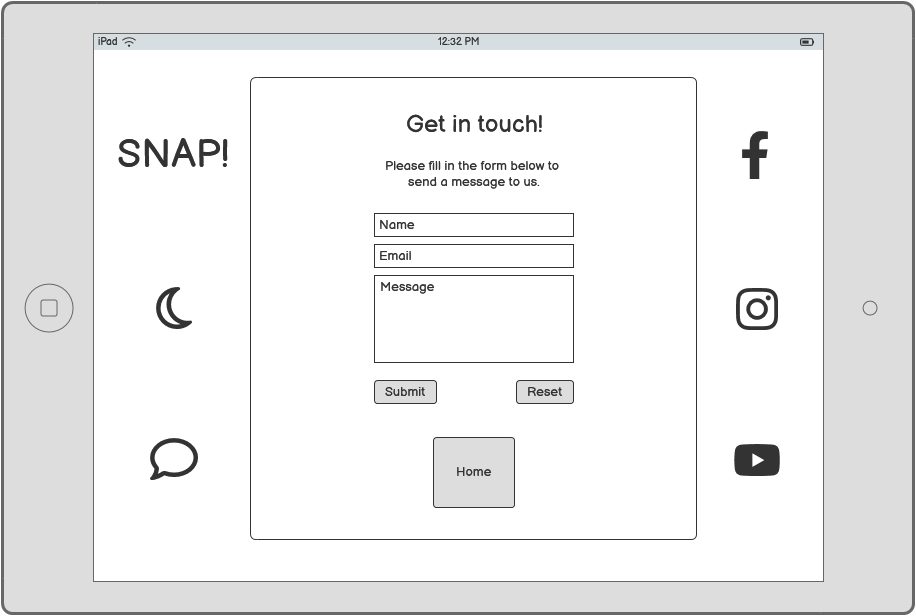 iPad
12:32 PM
SNAP!
Get in touch!
Please fill in the form below to
send a message to us.
Name
Email
Message
Submit
Reset
Home